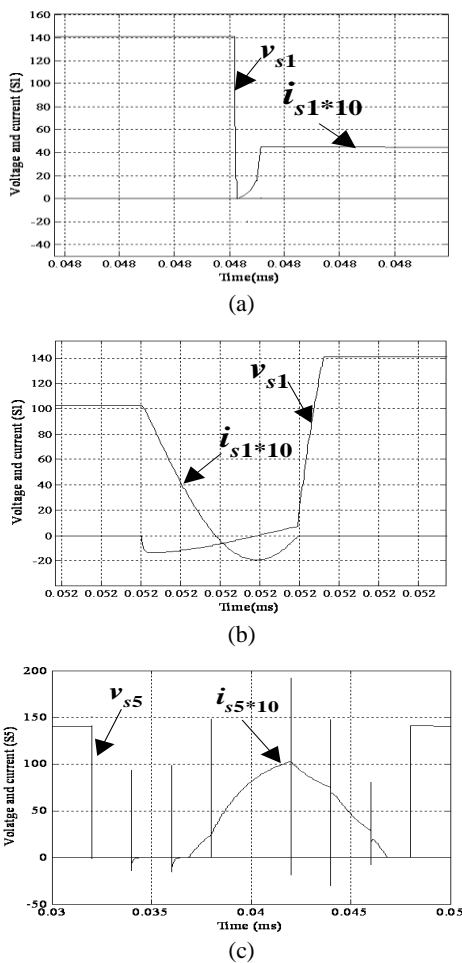 Voltage and current (S1)
160
140
120
100
80
60
40
20
0
-20
-40
v s1
i s1*10
0.048 0.048 0.048 0.048 0.048 0.048 0.048
Time(ms)
(a)
Voltage and current (S1)
140
120
100
80
60
40
20
0
-20
v s1
i s1*10
0.052 0.052 0.052 0.052 0.052 0.052 0.052 0.052 0.052 0.052
Time(ms)
(b)
Volatge and current (S5)
200
150
100
50
0
-50
v s5
i s5*10
0.03 0.035 0.04 0.045 0.05
Time (ms)
(c)